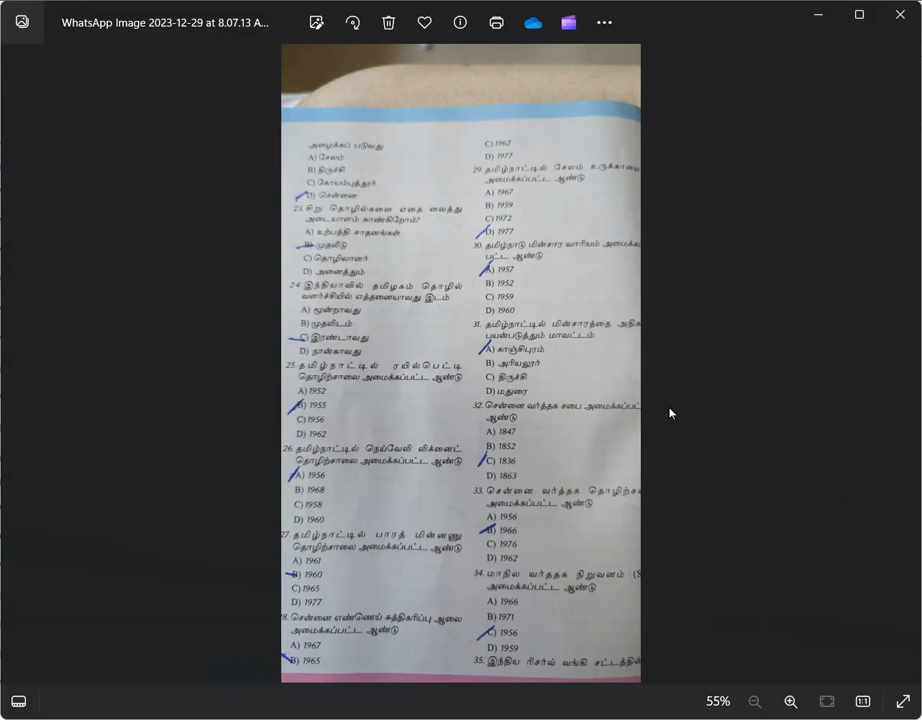 WhatsApp Image 2023-12-29 at 8.07.13 A...
அழைக்கப் படுவது
A) சேலம்
B) திருச்சி
C) கோயம்புத்தூர்
D) சென்னை
23. சிறு தொழில்களை எதை வைத்து
அடையாளம் காண்கிறோம்?
A) உற்பத்தி சாதனங்கள்
B) முதலீடு
C) தொழிலாளர்
D) அனைத்தும்
24. இந்தியாவில் தமிழகம் தொழில்
வளர்ச்சியில் எத்தனையாவது இடம்
A) மூன்றாவது
B) முதலிடம்
C) இரண்டாவது
D) நான்காவது
25. தமிழ்நாட்டில் ரயில்பெட்டி
தொழிற்சாலை அமைக்கப்பட்ட ஆண்டு
A) 1952
B) 1955
C) 1956
D) 1962
26. தமிழ்நாட்டில் நெய்வேலி லிக்னைட்
தொழிற்சாலை அமைக்கப்பட்ட ஆண்டு
A) 1956
B) 1968
C) 1958
D) 1960
27. தமிழ்நாட்டில் பாரத் மின்னணு
தொழிற்சாலை அமைக்கப்பட்ட ஆண்டு
A) 1961
B) 1960
C) 1965
D) 1977
8. சென்னை எண்ணெய் சுத்திகரிப்பு ஆலை
அமைக்கப்பட்ட ஆண்டு
A) 1967
B) 1965
C) 1962
D) 1977
29. தமிழ்நாட்டில் சேலம்
அமைக்கப்பட்ட ஆண்டு
A) 1967
B) 1959
C) 1972
D) 1977
30. தமிழ்நாடு மின்சார வாரியம் அமைக்க
பட்ட ஆண்டு
A) 1957
B) 1952
C) 1959
D) 1960
31. தமிழ்நாட்டில் மின்சாரத்தை அதிக
பயன்படுத்தும் மாவட்டம்
A) காஞ்சிபுரம்
B) அரியலூர்
C) திருச்சி
D) மதுரை
32. சென்னை வர்த்தக சபை அமைக்கப்பட்
ஆண்டு
A) 1847
B) 1852
C) 1836
D) 1863
33. சென்னை வர்த்தக தொழிற்ச
அமைக்கப்பட்ட ஆண்டு
A) 1956
B) 1966
C) 1976
D) 1962
34. மாநில வர்த்தக நிறுவனம் (S
அமைக்கப்பட்ட ஆண்டு
A) 1966
B) 1971
C) 1956
D) 1959
35. இந்திய ரிசர்வ் வங்கி சட்டத்தின்
55%
1:1